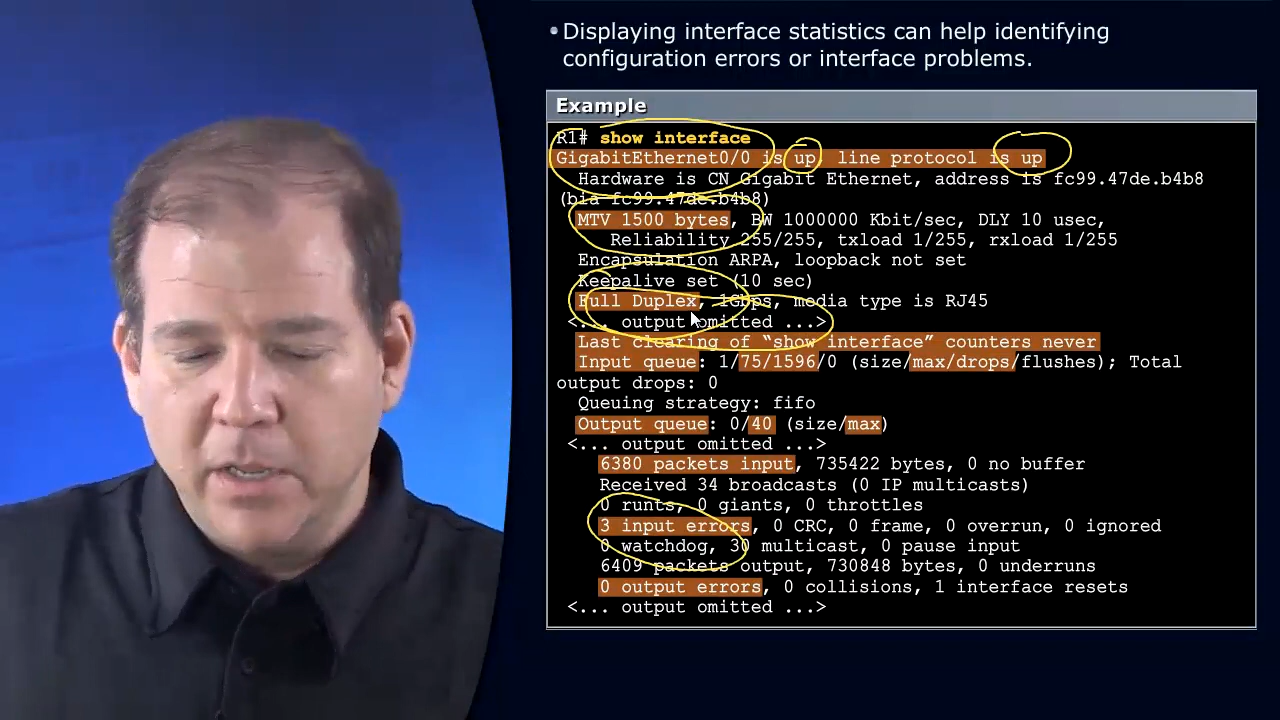 • Displaying interface statistics can help identifying
configuration errors or interface problems.
Example
R1# show interface
GigabitEthernet0/0 is up, line protocol is up
Hardware is CN Gigabit Ethernet, address is fc99.47de.b4b8
(bia fc99.47de.b4b8)
MTV 1500 bytes, BW 1000000 Kbit/sec, DLY 10 usec,
Reliability 255/255, txload 1/255, rxload 1/255
Encapsulation ARPA, loopback not set
Keepalive set (10 sec)
Full Duplex, 1Gbps, media type is RJ45
<... output omitted ...>
Last clearing of “show interface” counters never
Input queue: 1/75/1596/0 (size/max/drops/flushes); Total
output drops: 0
Queuing strategy: fifo
Output queue: 0/40 (size/max)
<... output omitted ...>
6380 packets input, 735422 bytes, 0 no buffer
Received 34 broadcasts (0 IP multicasts)
0 runts, 0 giants, 0 throttles
3 input errors, 0 CRC, 0 frame, 0 overrun, 0 ignored
0 watchdog, 30 multicast, 0 pause input
6409 packets output, 730848 bytes, 0 underruns
0 output errors, 0 collisions, 1 interface resets
<... output omitted ...>